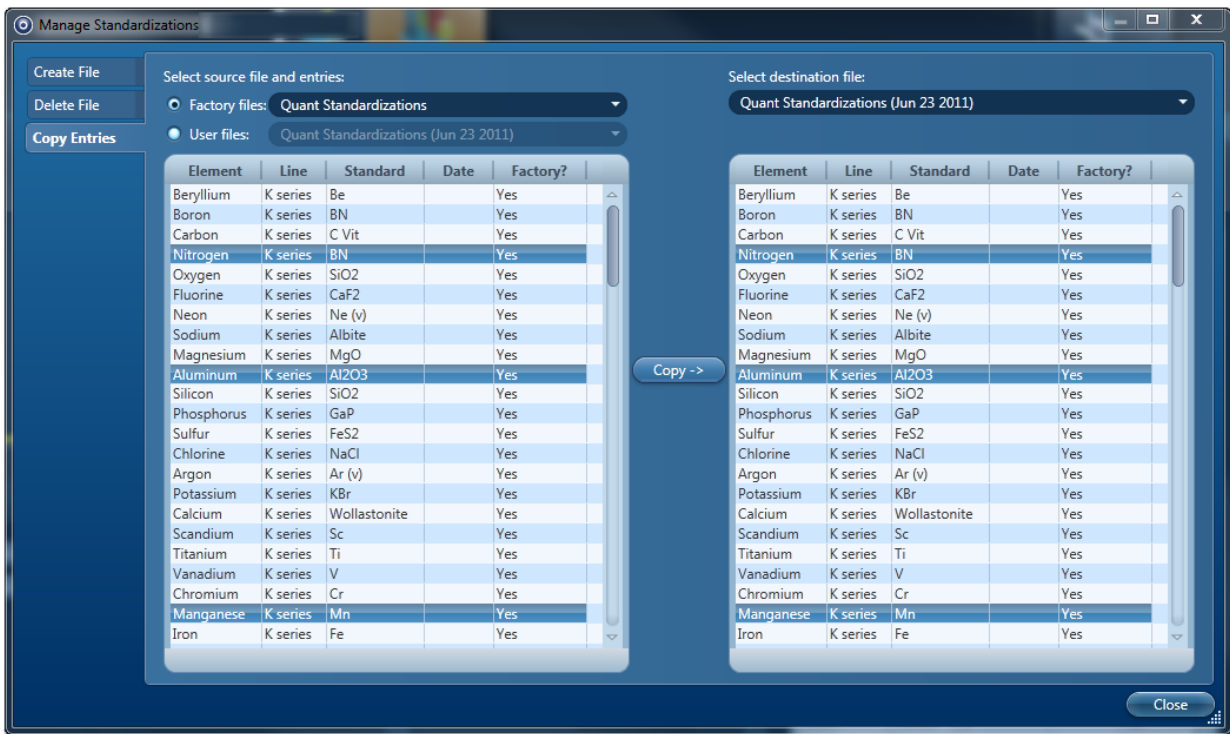 Manage Standardizations
Create File
Delete File
Copy Entries
Select source file and entries:
Factory files: Quant Standardizations
User files: Quant Standardizations (Jun 23 2011)
Element Line Standard Date Factory?
Beryllium K series Be Yes
Boron K series BN Yes
Carbon K series C Vit Yes
Nitrogen K series BN Yes
Oxygen K series SiO2 Yes
Fluorine K series CaF2 Yes
Neon K series Ne (v) Yes
Sodium K series Albite Yes
Magnesium K series MgO Yes
Aluminum K series Al2O3 Yes
Silicon K series SiO2 Yes
Phosphorus K series GaP Yes
Sulfur K series FeS2 Yes
Chlorine K series NaCl Yes
Argon K series Ar (v) Yes
Potassium K series KBr Yes
Calcium K series Wollastonite Yes
Scandium K series Sc Yes
Titanium K series Ti Yes
Vanadium K series V Yes
Chromium K series Cr Yes
Manganese K series Mn Yes
Iron K series Fe Yes
Copy ->
Select destination file:
Quant Standardizations (Jun 23 2011)
Element Line Standard Date Factory?
Beryllium K series Be Yes
Boron K series BN Yes
Carbon K series C Vit Yes
Nitrogen K series BN Yes
Oxygen K series SiO2 Yes
Fluorine K series CaF2 Yes
Neon K series Ne (v) Yes
Sodium K series Albite Yes
Magnesium K series MgO Yes
Aluminum K series Al2O3 Yes
Silicon K series SiO2 Yes
Phosphorus K series GaP Yes
Sulfur K series FeS2 Yes
Chlorine K series NaCl Yes
Argon K series Ar (v) Yes
Potassium K series KBr Yes
Calcium K series Wollastonite Yes
Scandium K series Sc Yes
Titanium K series Ti Yes
Vanadium K series V Yes
Chromium K series Cr Yes
Manganese K series Mn Yes
Iron K series Fe Yes
Close